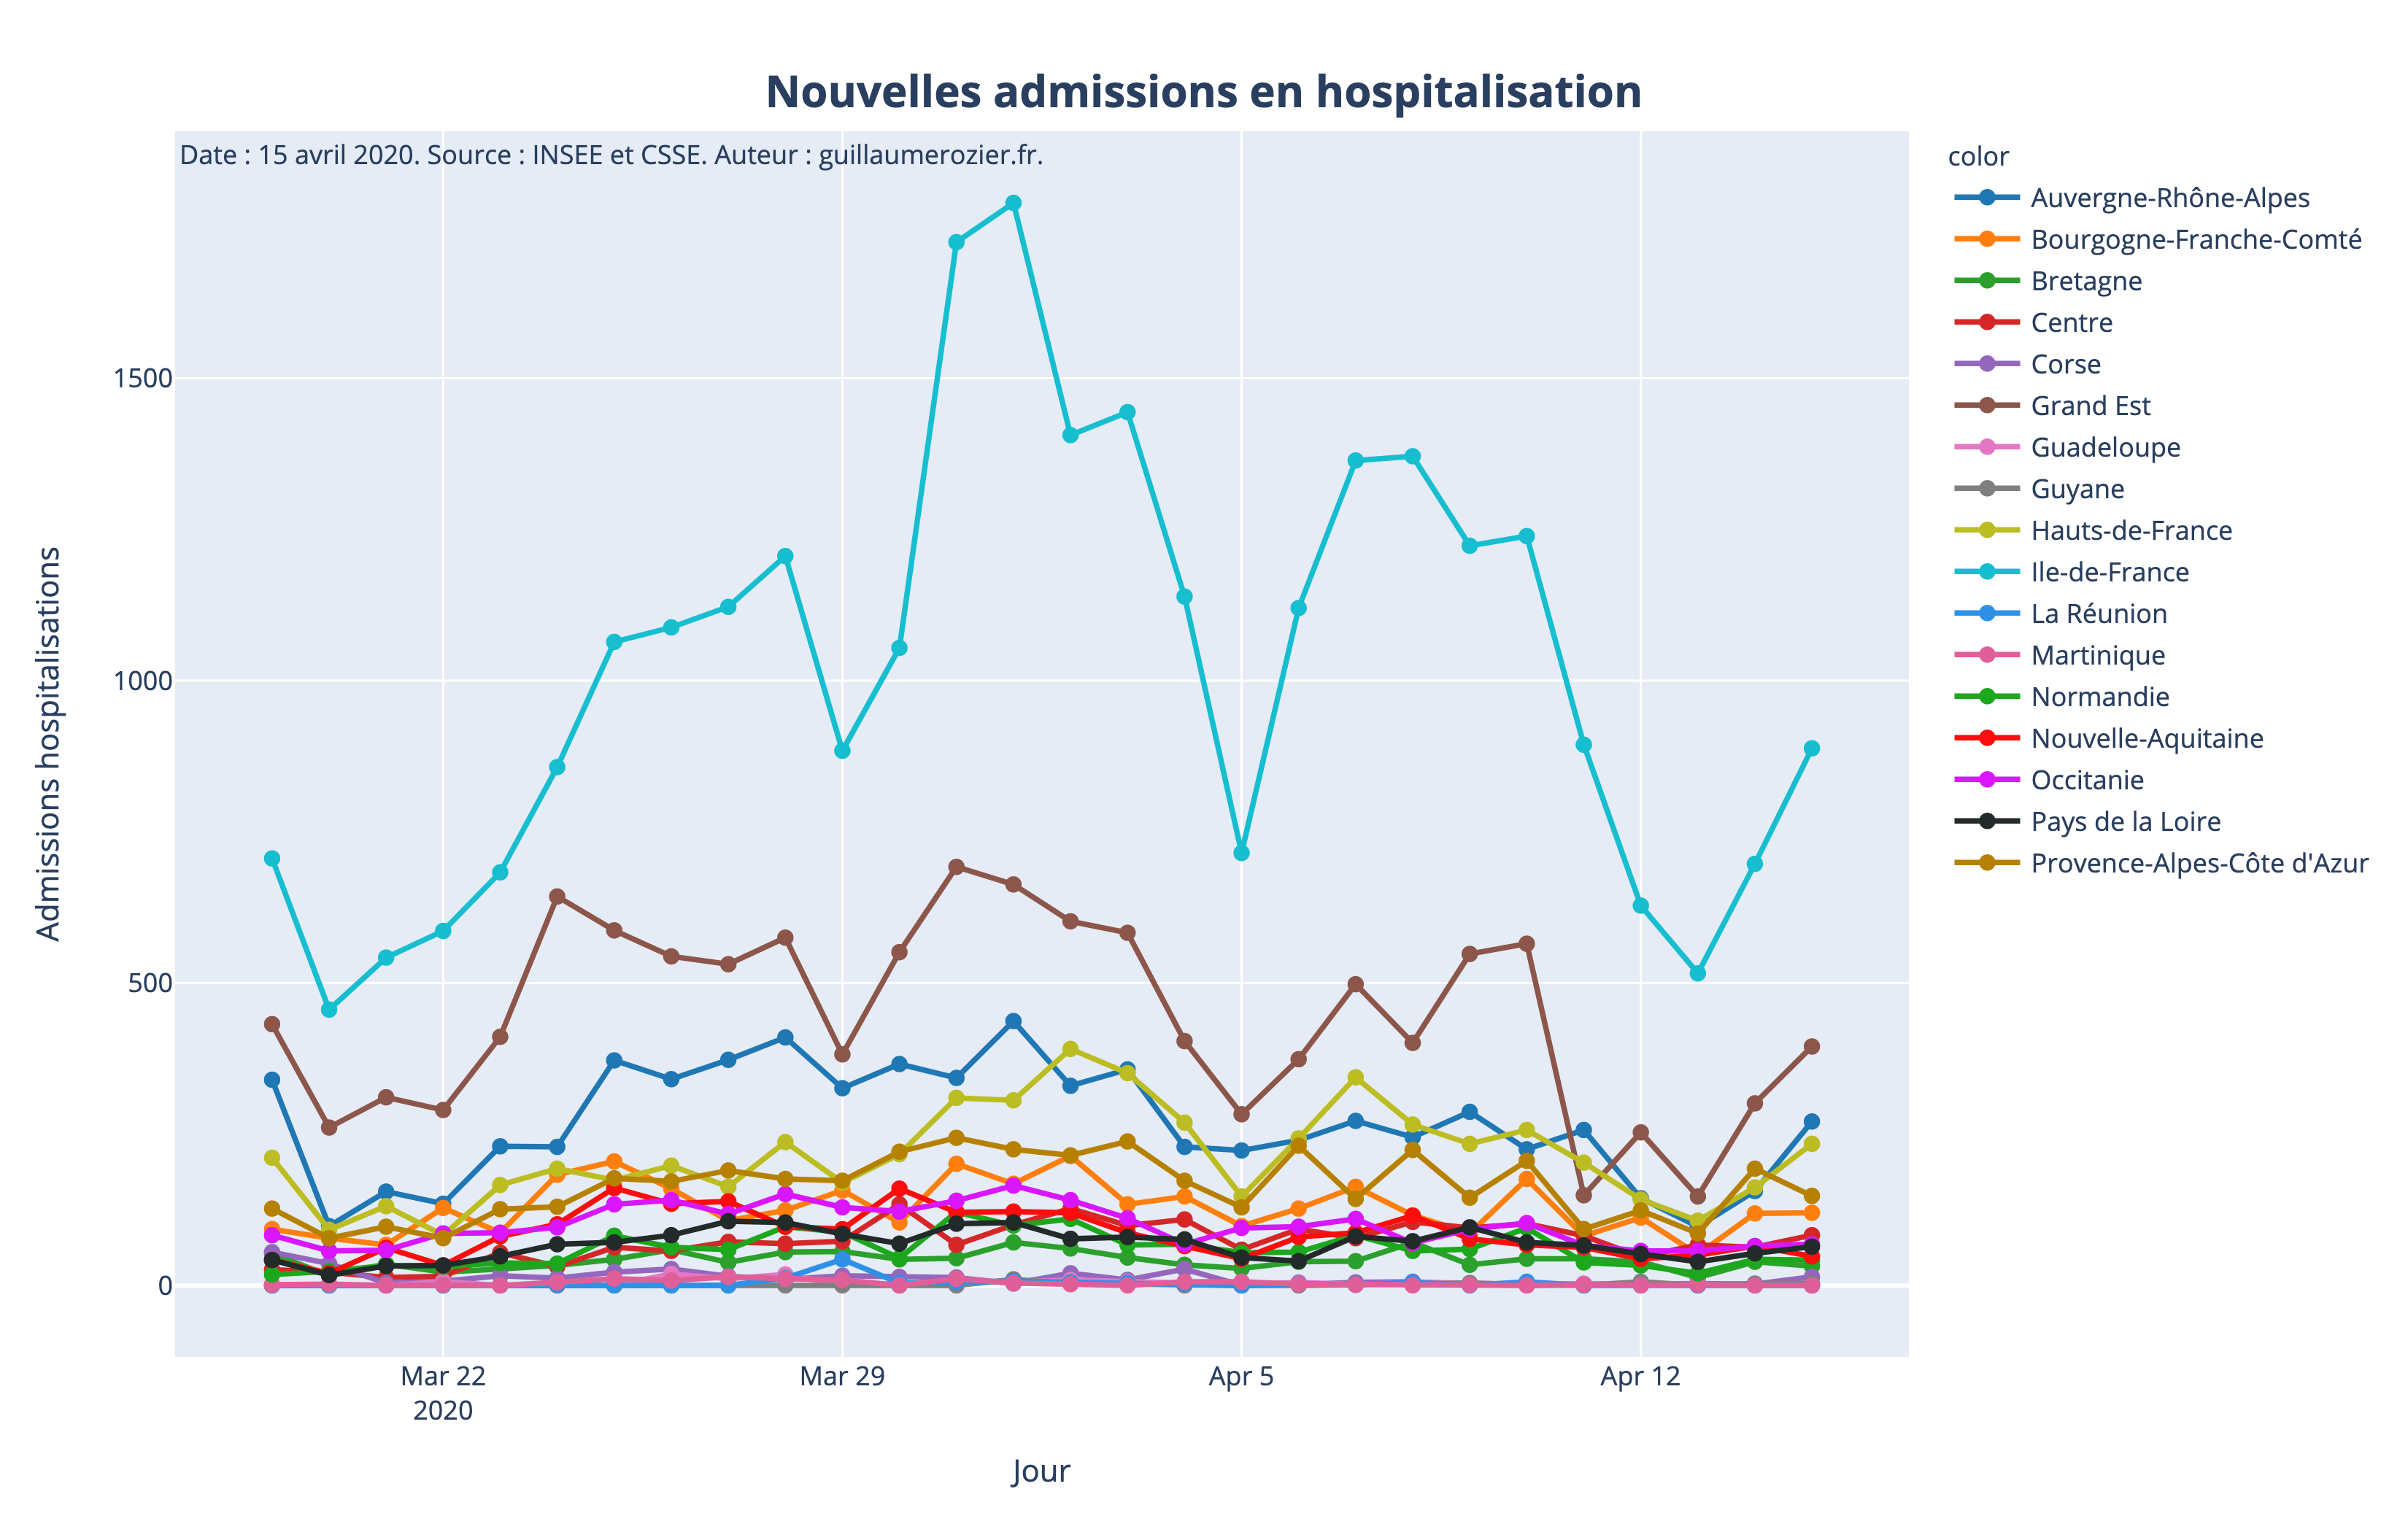 Nouvelles admissions en hospitalisation
Date : 15 avril 2020. Source : INSEE et CSSE. Auteur : guillaumerozier.fr.
color
Auvergne-Rhône-Alpes
Bourgogne-Franche-Comté
Bretagne
Centre
Corse
Grand Est
Guadeloupe
Guyane
Hauts-de-France
Ile-de-France
La Réunion
Martinique
Normandie
Nouvelle-Aquitaine
Occitanie
Pays de la Loire
Provence-Alpes-Côte d'Azur
Admissions hospitalisations
1500
1000
500
0
Mar 22
2020
Mar 29
Apr 5
Apr 12
Jour